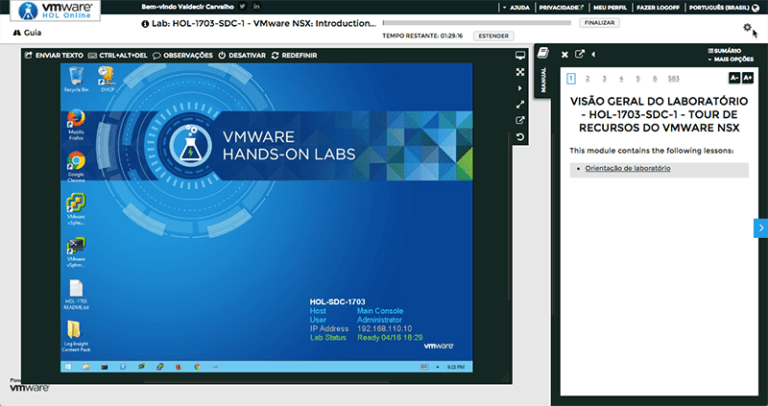 vmware®
HOL Online
Bem-vindo Valdecir Carvalho
AJUDA
PRIVACIDADE
MEU PERFIL
FAZER LOGOFF
PORTUGUÊS (BRASIL)
Guia
Lab: HOL-1703-SDC-1 - VMware NSX: Introduction...
FINALIZAR
TEMPO RESTANTE: 01:29:16
ESTENDER
ENVIAR TEXTO
CTRL+ALT+DEL
OBSERVAÇÕES
DESATIVAR
REDEFINIR
Recycle Bin
DHCP
Mozilla
Firefox
Google
Chrome
VMware
vSphe...
VMware
vSpher...
HOL-1703
README.txt
Log Insight
Content Pack
VMWARE
HANDS-ON LABS
HOL-SDC-1703
Host Main Console
User Administrator
IP Address 192.168.110.10
Lab Status Ready 04/16 18:28
vmware
MANUAL
SUMÁRIO
MAIS OPÇÕES
1 2 3 4 5 6 563
A- A+
VISÃO GERAL DO LABORATÓRIO
- HOL-1703-SDC-1 - TOUR DE
RECURSOS DO VMWARE NSX
This module contains the following lessons:
Orientação de laboratório
vmware